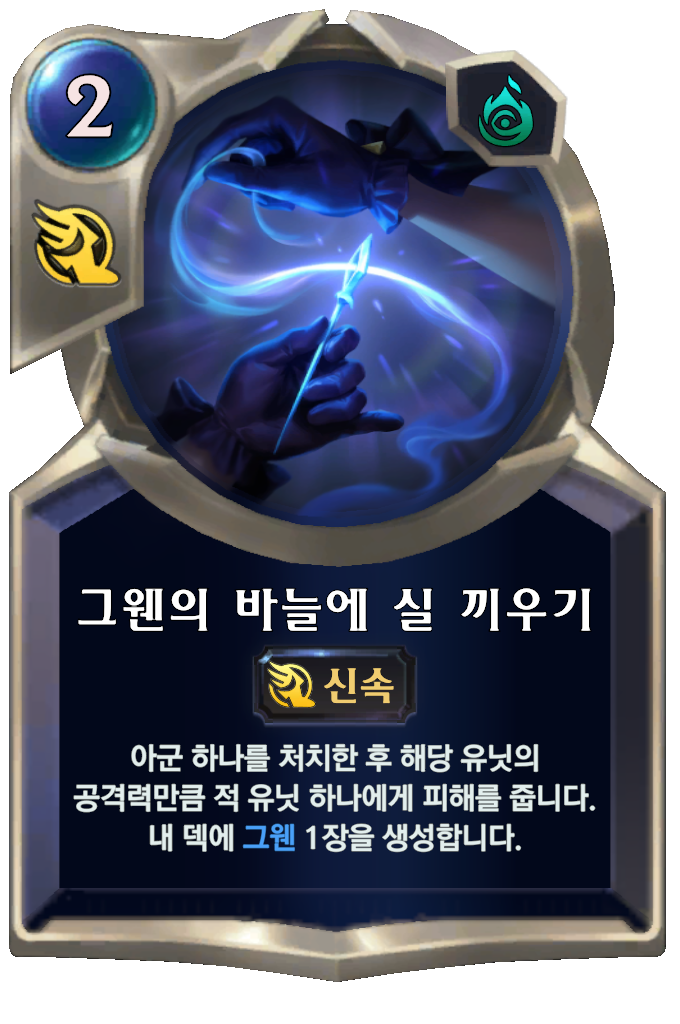 2
그웬의 바늘에 실 끼우기
신속
아군 하나를 처치한 후 해당 유닛의
공격력만큼 적 유닛 하나에게 피해를 줍니다.
내 덱에 그웬 1장을 생성합니다.